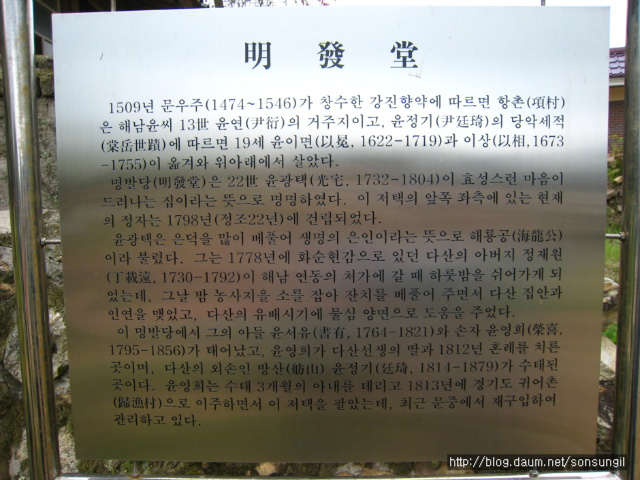 明發堂
1509년 문우주(1474~1546)가 창수한 강진향약에 따르면 항촌(項村)
은 해남윤씨 13世 윤연(尹衍)의 거주지이고, 윤정기(尹廷琦)의 당악세적
(棠岳世蹟)에 따르면 19세 윤이면(以冕, 1622-1719)과 이상(以相,1673
-1755)이 옮겨와 위아래에서 살았다.
명발당(明發堂)은 22世 윤광택(光宅, 1732-1804)이 효성스런 마음이
드러나는 집이라는 뜻으로 명명하였다. 이 저택의 앞쪽 좌측에 있는 현재
의 정자는 1798년(정조22년)에 건립되었다.
윤광택은 은덕을 많이 베풀어 생명의 은인이라는 뜻으로 해룡공(海龍公)
이라 불렸다. 그는 1778년에 화순현감으로 있던 다산의 아버지 정재원
(丁載遠, 1730-1792)이 해남 연동의 처가에 갈 때 하룻밤을 쉬어가게 되
었는데, 그날 밤 농사지을 소를 잡아 잔치를 베풀어 주면서 다산 집안과
인연을 맺었고, 다산의 유배시기에 물심 양면으로 도움을 주었다.
이 명발당에서 그의 아들 윤서유(書有, 1764-1821)와 손자 윤영희(榮喜,
1795-1856)가 태어났고, 윤영희가 다산선생의 딸과 1812년 혼례를 치른
곳이며, 다산의 외손인 방산(舫山) 윤정기(廷琦, 1814-1879)가 수태된
곳이다. 윤영희는 수태 3개월의 아내를 데리고 1813년에 경기도 귀어촌
(歸漁村)으로 이주하면서 이 저택을 팔았는데, 최근 문중에서 재구입하여
관리하고 있다.
http://blog.daum.net/sonsungil